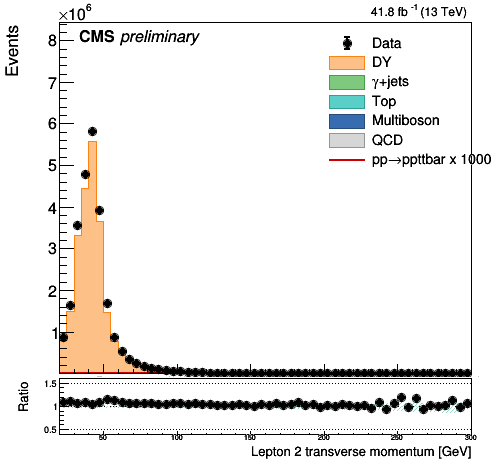 ×10⁶
41.8 fb⁻¹ (13 TeV)
CMS preliminary
Events
8
7
6
5
4
3
2
1
Data
DY
γ+jets
Top
Multiboson
QCD
pp→ppttbar x 1000
Ratio
1.5
1
0.5
50 100 150 200 250 300
Lepton 2 transverse momentum [GeV]